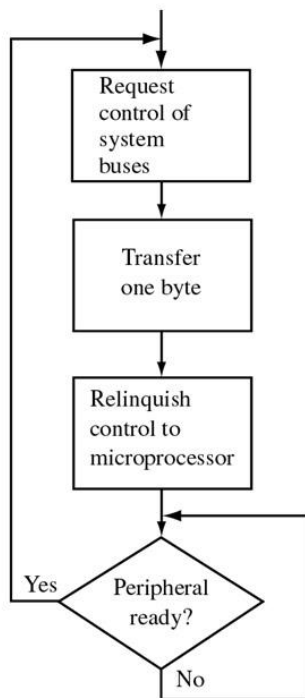 Request
control of
system
buses
Transfer
one byte
Relinquish
control to
microprocessor
Yes
Peripheral
ready?
No